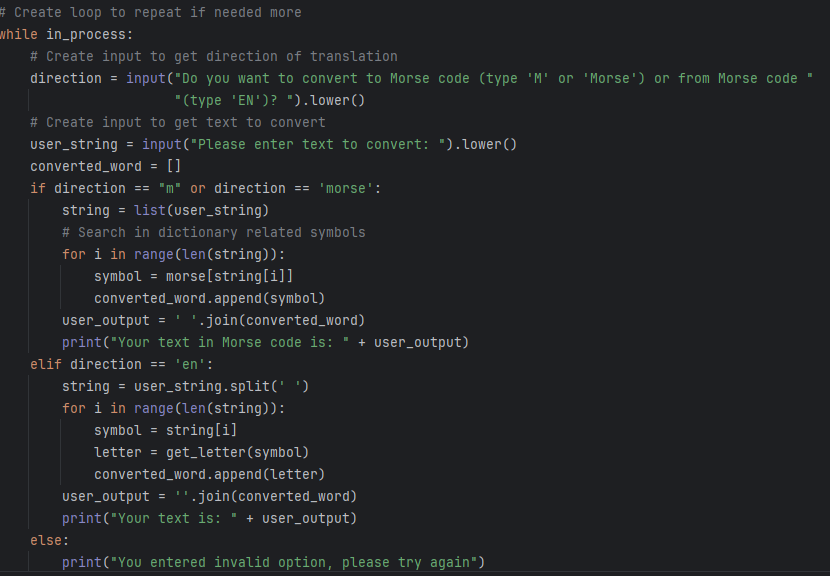 # Create loop to repeat if needed more
while in_process:
    # Create input to get direction of translation
    direction = input("Do you want to convert to Morse code (type 'M' or 'Morse') or from Morse code "
                      "(type 'EN')? ").lower()
    # Create input to get text to convert
    user_string = input("Please enter text to convert: ").lower()
    converted_word = []
    if direction == "m" or direction == 'morse':
        string = list(user_string)
        # Search in dictionary related symbols
        for i in range(len(string)):
            symbol = morse[string[i]]
            converted_word.append(symbol)
        user_output = ' '.join(converted_word)
        print("Your text in Morse code is: " + user_output)
    elif direction == 'en':
        string = user_string.split(' ')
        for i in range(len(string)):
            symbol = string[i]
            letter = get_letter(symbol)
            converted_word.append(letter)
        user_output = ''.join(converted_word)
        print("Your text is: " + user_output)
    else:
        print("You entered invalid option, please try again")